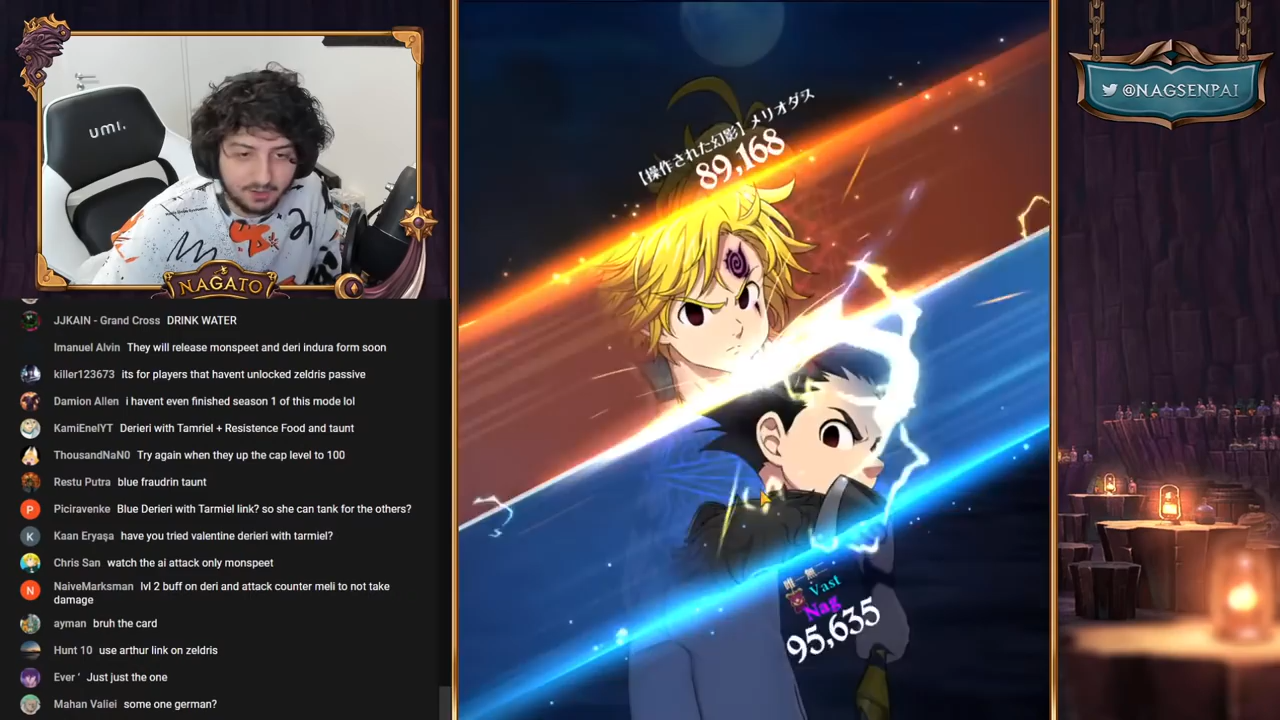 umi.
NAGATO
JJKAIN - Grand Cross DRINK WATER
Imanuel Alvin They will release monspeet and deri indura form soon
killer123673 its for players that havent unlocked zeldris passive
Damion Allen i havent even finished season 1 of this mode lol
KamiEnelYT Derieri with Tamriel + Resistence Food and taunt
ThousandNaN0 Try again when they up the cap level to 100
Restu Putra blue fraudrin taunt
P Piciravenke Blue Derieri with Tarmiel link? so she can tank for the others?
K Kaan Eryaşa have you tried valentine derieri with tarmiel?
Chris San watch the ai attack only monspeet
N NaiveMarksman lvl 2 buff on deri and attack counter meli to not take
damage
ayman bruh the card
Hunt 10 use arthur link on zeldris
Ever ' Just just the one
Mahan Valiei some one german?
【操作された幻影】メリオダス
89,168
唯一無二
Vast
Nag
95,635
@NAGSENPAI